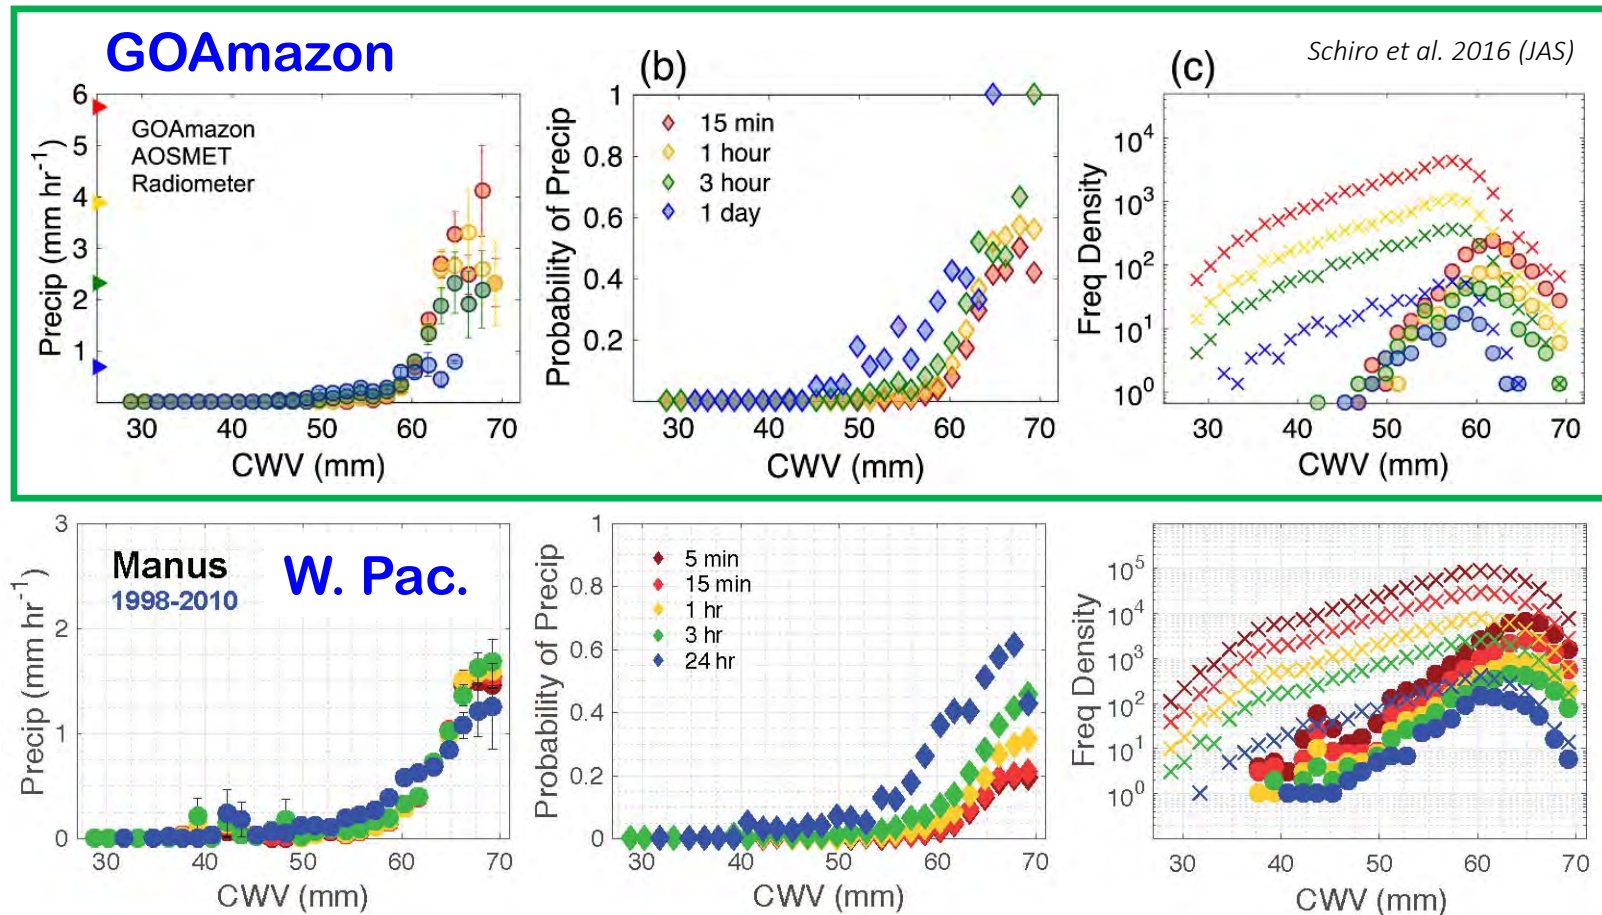 GOAmazon
(b)
(c)
Schiro et al. 2016 (JAS)
6
5
4
3
2
1
Precip (mm hr⁻¹)
GOAmazon
AOSMET
Radiometer
30 40 50 60 70
CWV (mm)
1
0.8
0.6
0.4
0.2
Probability of Precip
15 min
1 hour
3 hour
1 day
30 40 50 60 70
CWV (mm)
10⁴
10³
10²
10¹
10⁰
Freq Density
30 40 50 60 70
CWV (mm)
3
2
1
0
Precip (mm hr⁻¹)
Manus
1998-2010
W. Pac.
30 40 50 60 70
CWV (mm)
1
0.8
0.6
0.4
0.2
0
Probability of Precip
5 min
15 min
1 hr
3 hr
24 hr
30 40 50 60 70
CWV (mm)
10⁵
10⁴
10³
10²
10¹
10⁰
Freq Density
30 40 50 60 70
CWV (mm)